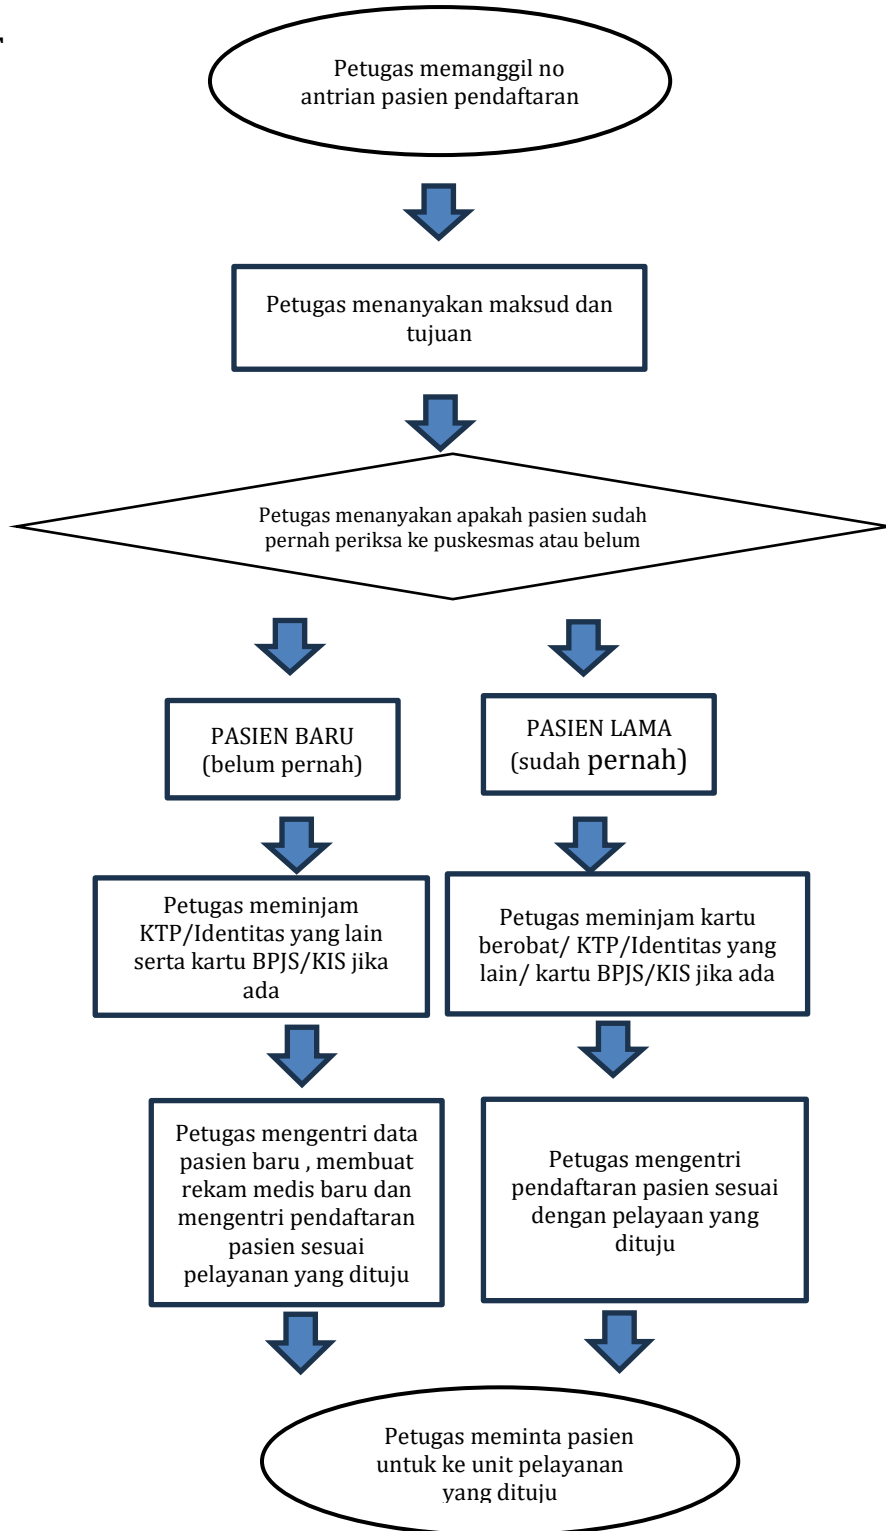 Petugas memanggil no
antrian pasien pendaftaran
Petugas menanyakan maksud dan
tujuan
Petugas menanyakan apakah pasien sudah
pernah periksa ke puskesmas atau belum
PASIEN BARU
(belum pernah)
PASIEN LAMA
(sudah pernah)
Petugas meminjam
KTP/Identitas yang lain
serta kartu BPJS/KIS jika
ada
Petugas meminjam kartu
berobat/ KTP/Identitas yang
lain/ kartu BPJS/KIS jika ada
Petugas mengentri data
pasien baru , membuat
rekam medis baru dan
mengentri pendaftaran
pasien sesuai
pelayanan yang dituju
Petugas mengentri
pendaftaran pasien sesuai
dengan pelayaan yang
dituju
Petugas meminta pasien
untuk ke unit pelayanan
yang dituju